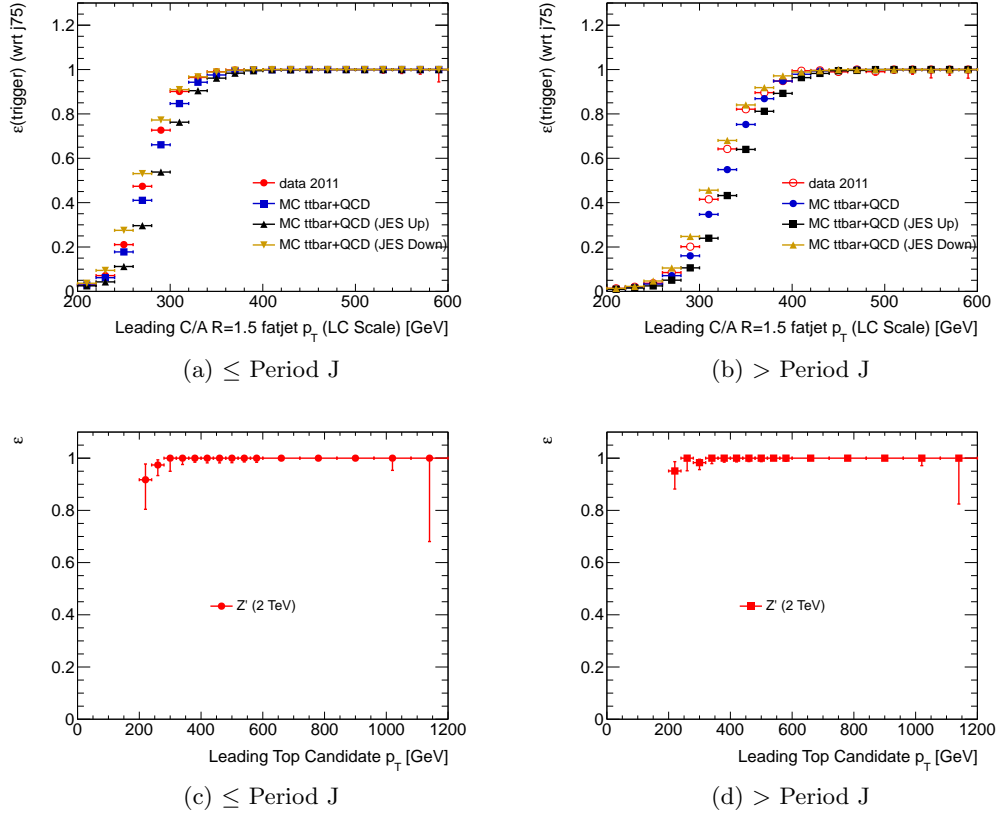 ε(trigger) (wrt j75)
1.2
1
0.8
0.6
0.4
0.2
0
data 2011
MC ttbar+QCD
MC ttbar+QCD (JES Up)
MC ttbar+QCD (JES Down)
200 300 400 500 600
Leading C/A R=1.5 fatjet p_T (LC Scale) [GeV]
(a) ≤ Period J
ε(trigger) (wrt j75)
1.2
1
0.8
0.6
0.4
0.2
0
data 2011
MC ttbar+QCD
MC ttbar+QCD (JES Up)
MC ttbar+QCD (JES Down)
200 300 400 500 600
Leading C/A R=1.5 fatjet p_T (LC Scale) [GeV]
(b) > Period J
ε
1
0.8
0.6
0.4
0.2
0
Z' (2 TeV)
0 200 400 600 800 1000 1200
Leading Top Candidate p_T [GeV]
(c) ≤ Period J
ε
1
0.8
0.6
0.4
0.2
0
Z' (2 TeV)
0 200 400 600 800 1000 1200
Leading Top Candidate p_T [GeV]
(d) > Period J